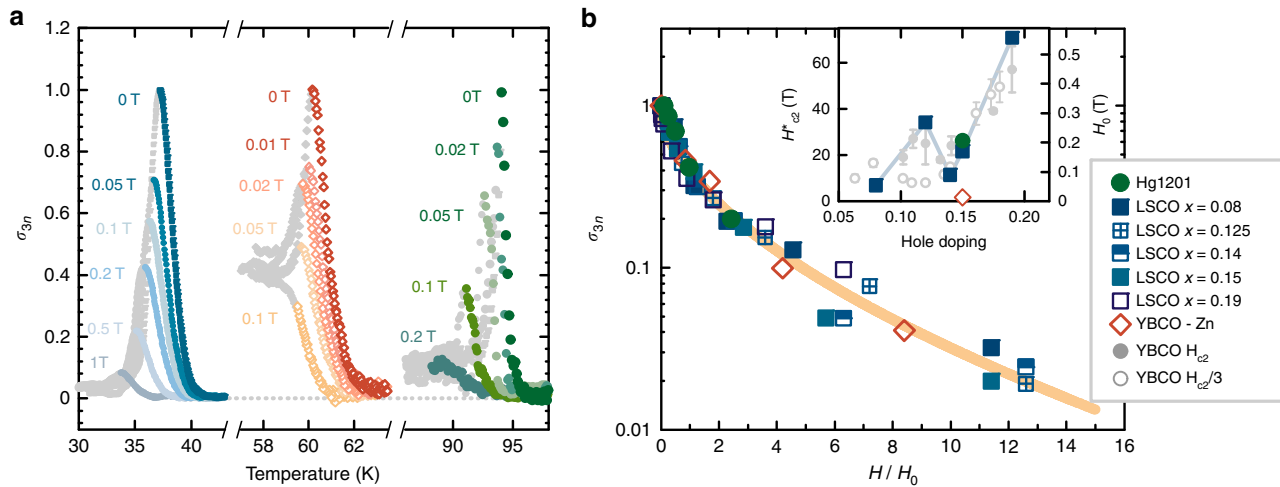 a
σ3n
1.2
1.0
0.8
0.6
0.4
0.2
0
0 T
0.05 T
0.1 T
0.2 T
0.5 T
1T
0 T
0.01 T
0.02 T
0.05 T
0.1 T
0T
0.02 T
0.05 T
0.1 T
0.2 T
30 35 40 58 60 62 90 95
Temperature (K)
b
σ3n
1
0.1
0.01
0 2 4 6 8 10 12 14 16
H / H0
H*c2 (T)
60
40
20
0
0.05 0.10 0.15 0.20
Hole doping
0.5
0.4
0.3
0.2
0.1
0
H0 (T)
Hg1201
LSCO x = 0.08
LSCO x = 0.125
LSCO x = 0.14
LSCO x = 0.15
LSCO x = 0.19
YBCO - Zn
YBCO Hc2
YBCO Hc2/3